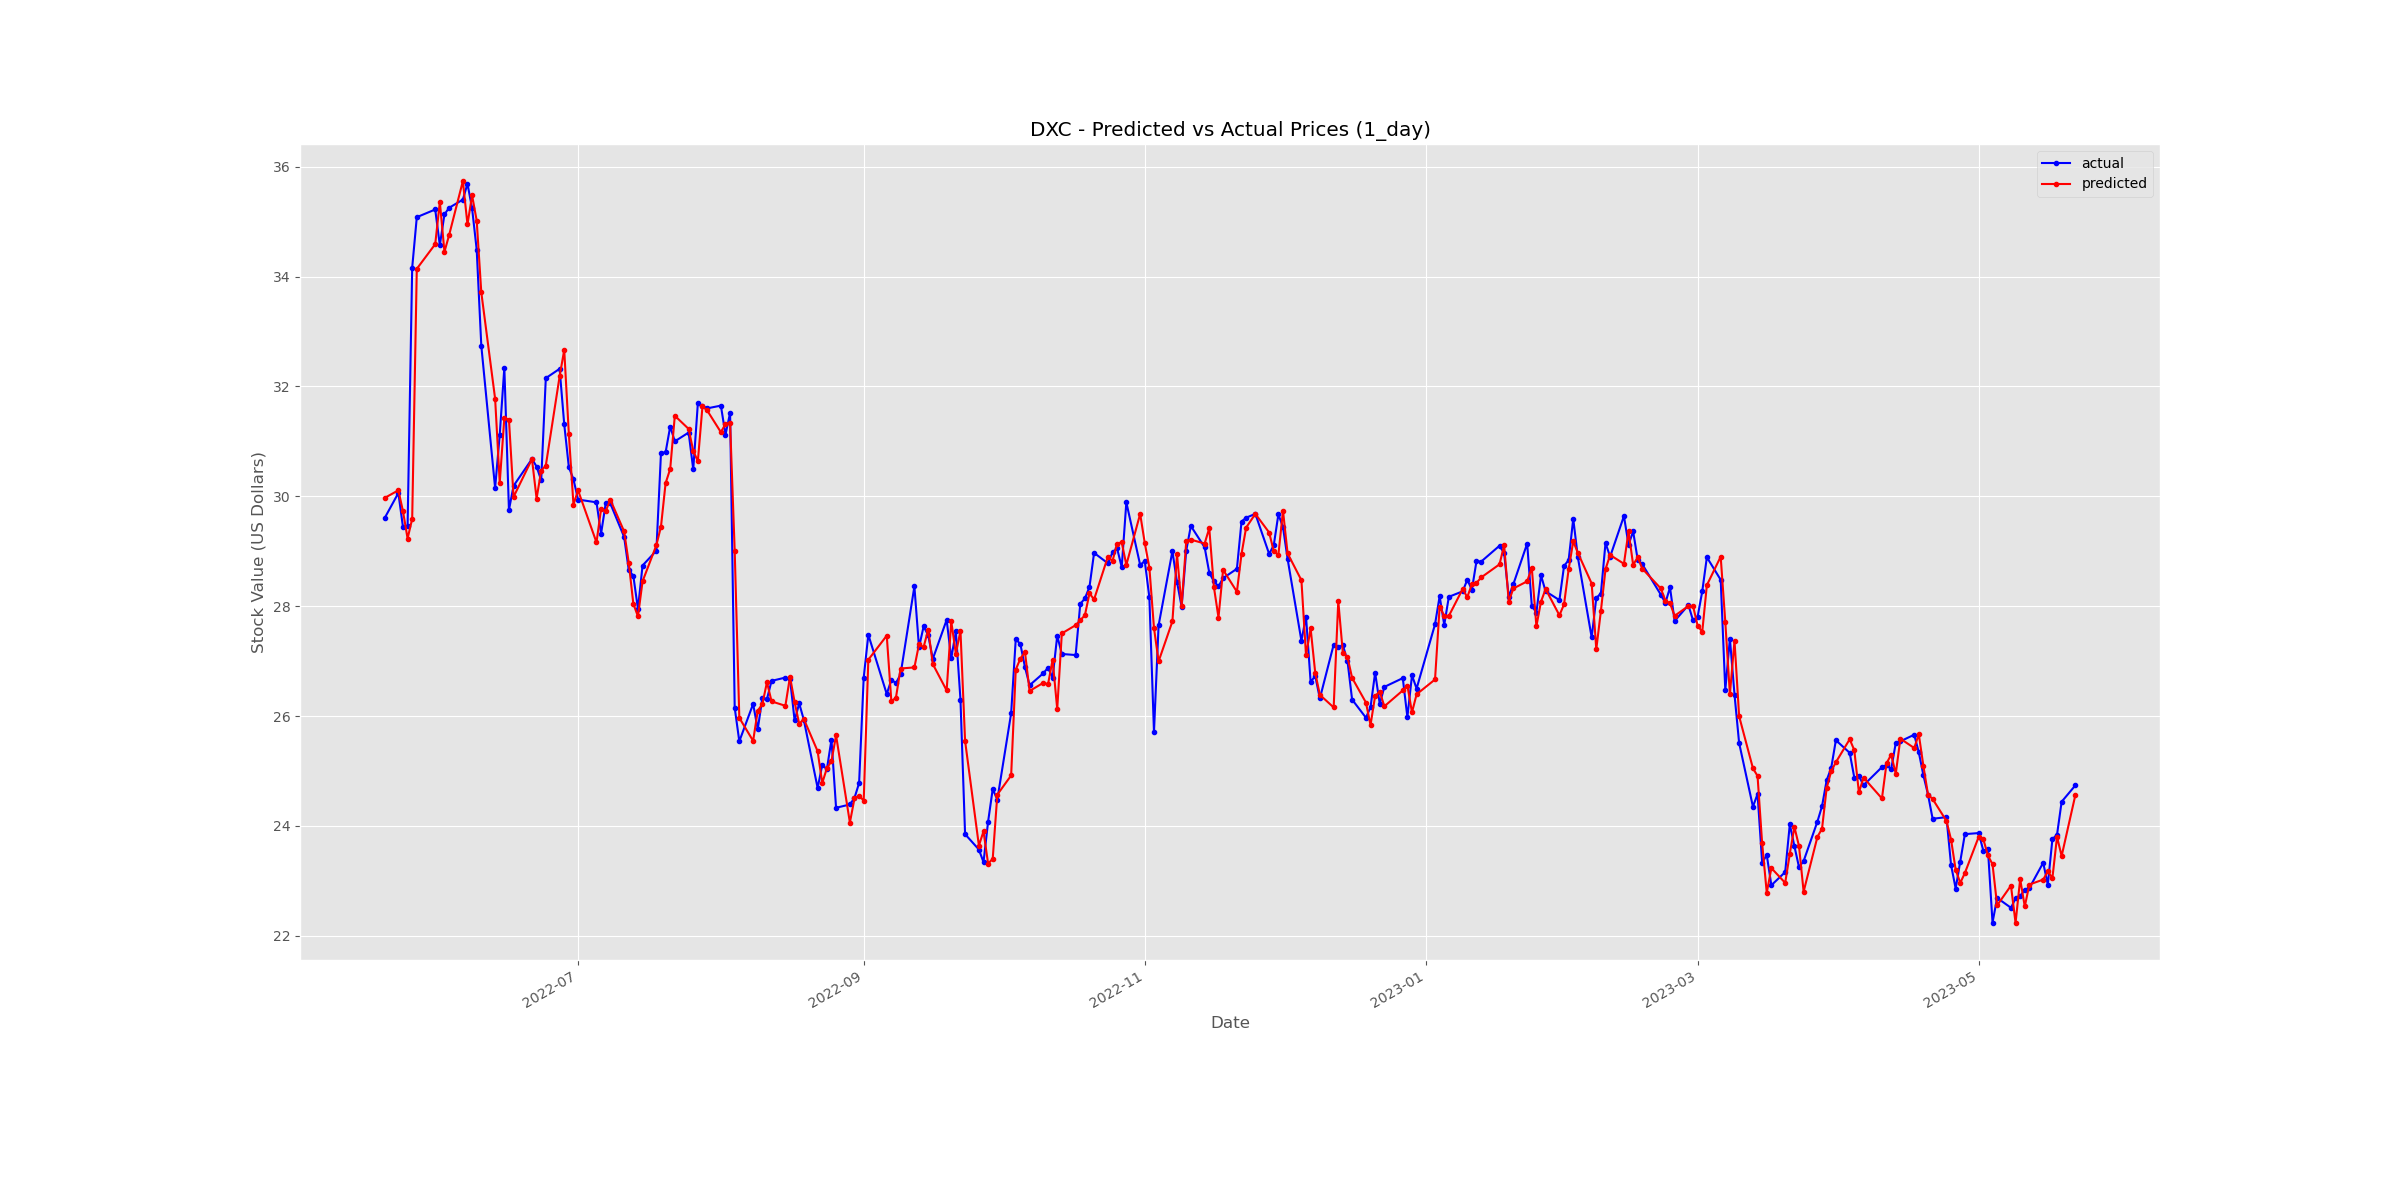 DXC - Predicted vs Actual Prices (1_day)
actual
predicted
36
34
32
30
28
26
24
22
Stock Value (US Dollars)
2022-07
2022-09
2022-11
2023-01
2023-03
2023-05
Date